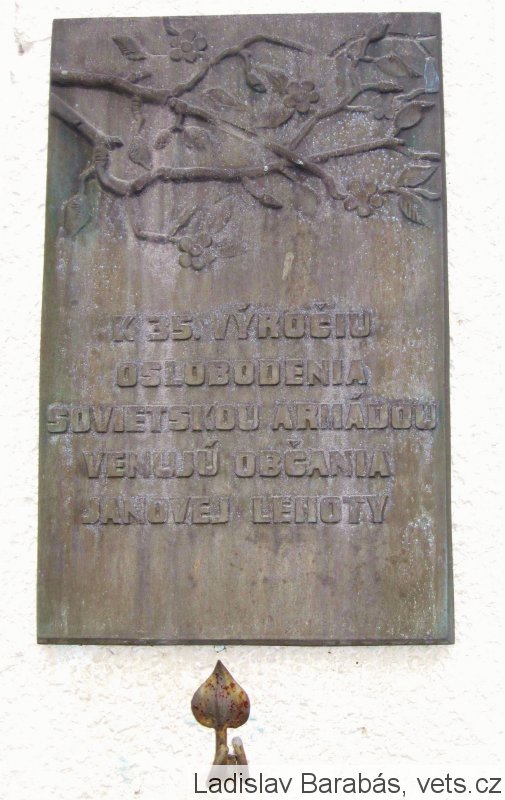 K 35. VÝROČIU
OSLOBODENIA
SOVIETSKOU ARMÁDOU
VENUJÚ OBČANIA
JANOVEJ LEHOTY
Ladislav Barabás, vets.cz